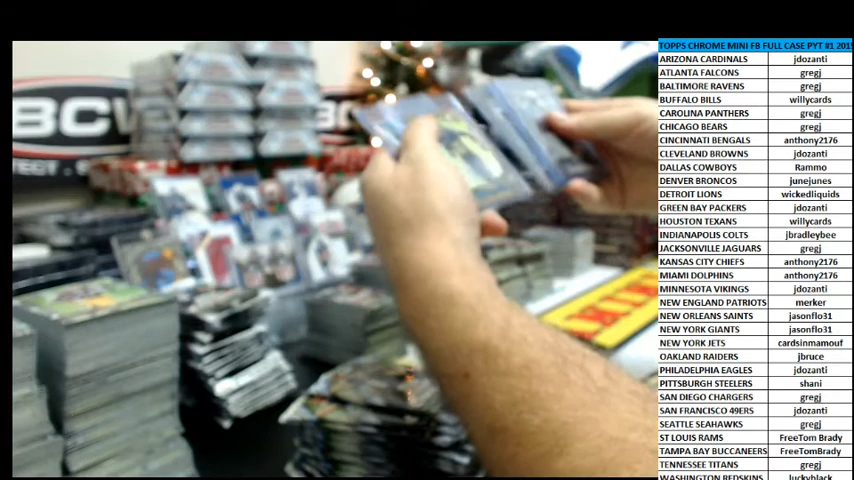 TOPPS CHROME MINI FB FULL CASE PYT #1 201
ARIZONA CARDINALS jdozanti
ATLANTA FALCONS gregj
BALTIMORE RAVENS gregj
BUFFALO BILLS willycards
CAROLINA PANTHERS gregj
CHICAGO BEARS gregj
CINCINNATI BENGALS anthony2176
CLEVELAND BROWNS jdozanti
DALLAS COWBOYS Rammo
DENVER BRONCOS junejunes
DETROIT LIONS wickedliquids
GREEN BAY PACKERS jdozanti
HOUSTON TEXANS willycards
INDIANAPOLIS COLTS jbradleybee
JACKSONVILLE JAGUARS gregj
KANSAS CITY CHIEFS anthony2176
MIAMI DOLPHINS anthony2176
MINNESOTA VIKINGS jdozanti
NEW ENGLAND PATRIOTS merker
NEW ORLEANS SAINTS jasonflo31
NEW YORK GIANTS jasonflo31
NEW YORK JETS cardsinmamouf
OAKLAND RAIDERS jbruce
PHILADELPHIA EAGLES jdozanti
PITTSBURGH STEELERS shani
SAN DIEGO CHARGERS gregj
SAN FRANCISCO 49ERS jdozanti
SEATTLE SEAHAWKS gregj
ST LOUIS RAMS FreeTom Brady
TAMPA BAY BUCCANEERS FreeTomBrady
TENNESSEE TITANS gregj
WASHINGTON REDSKINS luckyblack
BCW
PANINI